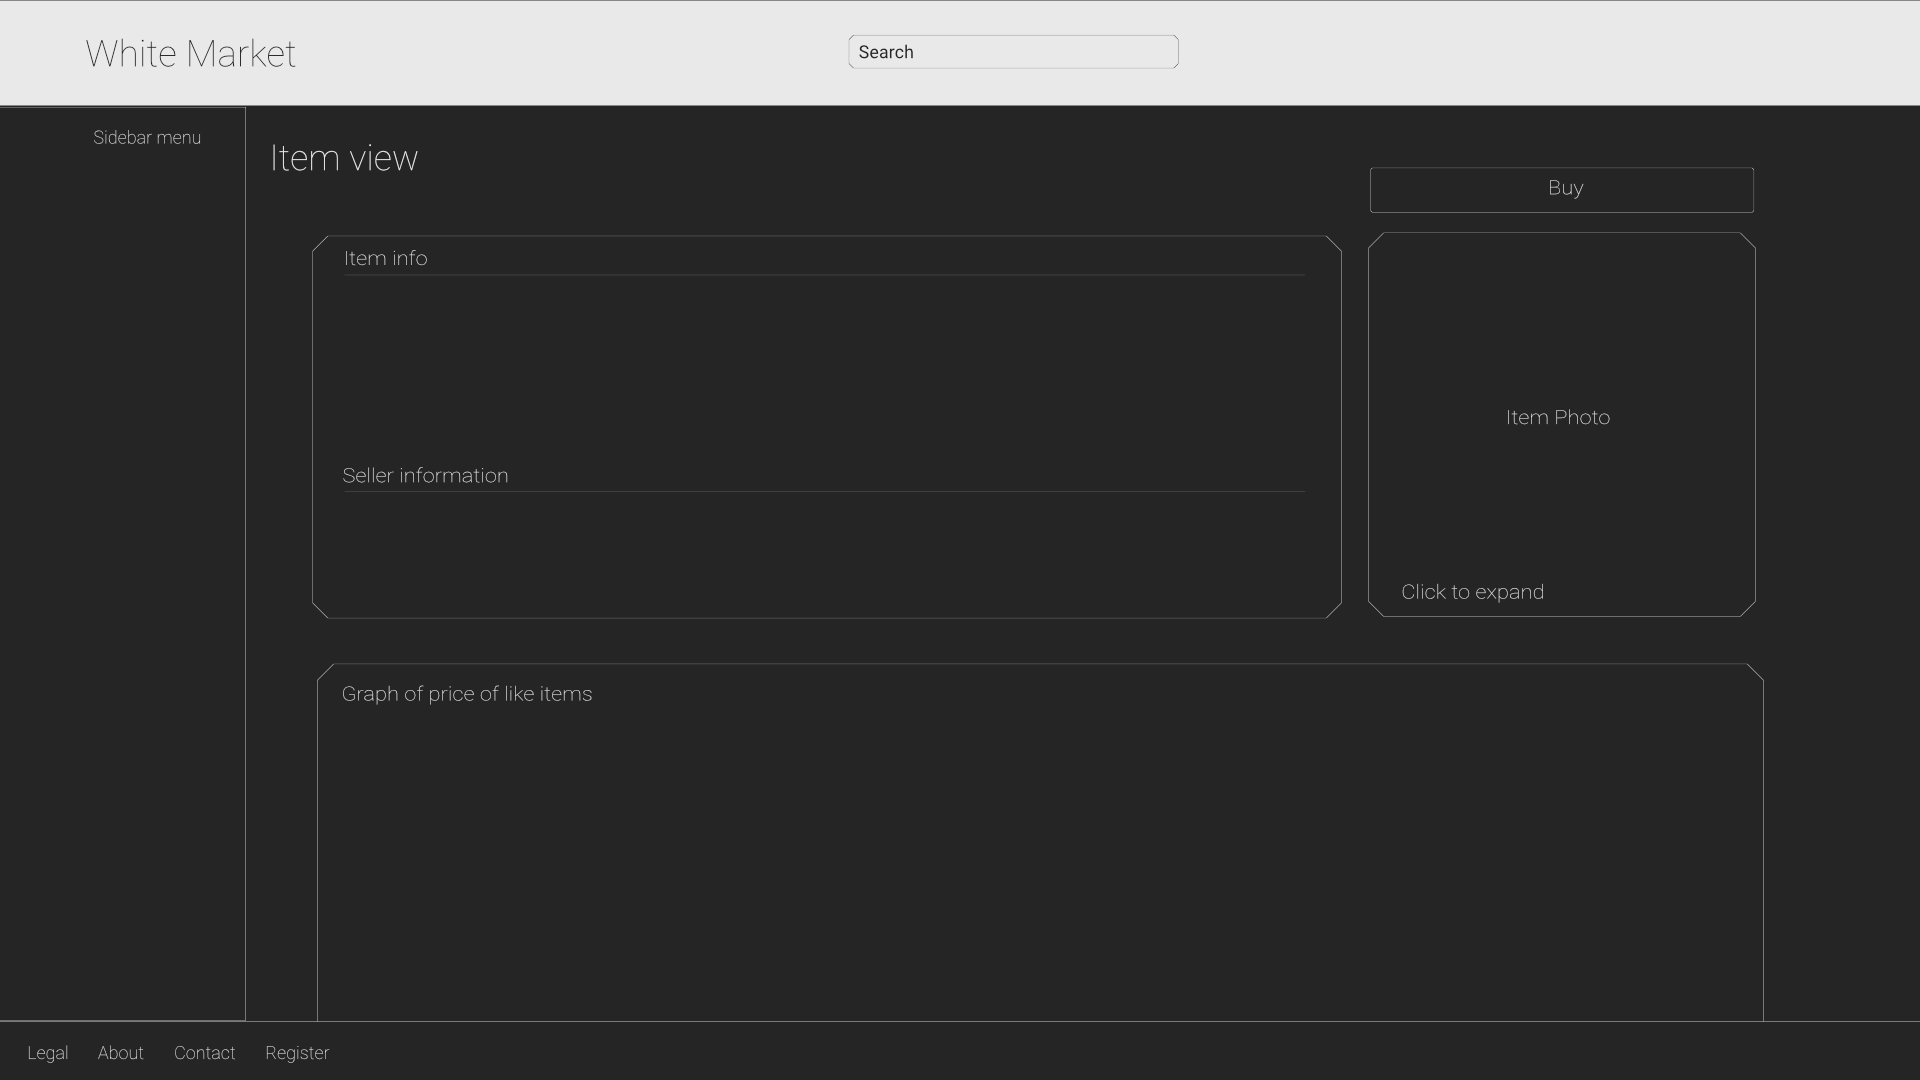 White Market
Search
Sidebar menu
Item view
Buy
Item info
Item Photo
Seller information
Click to expand
Graph of price of like items
Legal About Contact Register